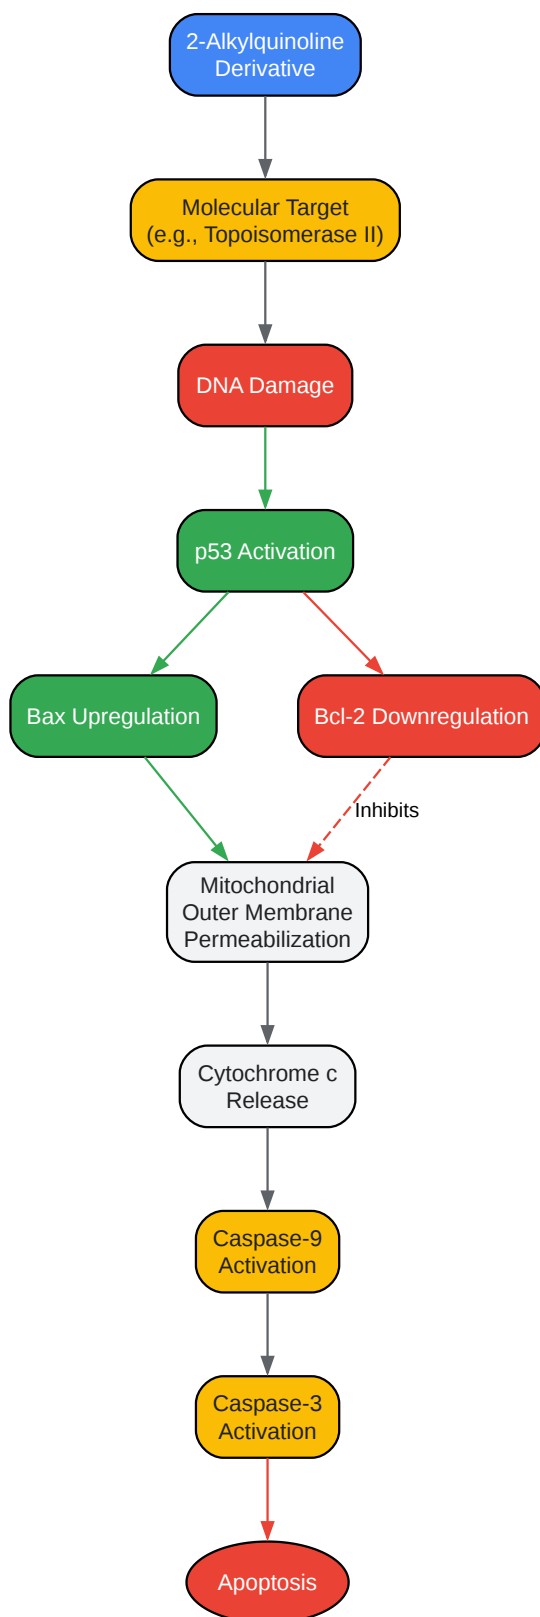 2-Alkylquinoline
Derivative
Molecular Target
(e.g., Topoisomerase II)
DNA Damage
p53 Activation
Bax Upregulation
Bcl-2 Downregulation
Inhibits
Mitochondrial
Outer Membrane
Permeabilization
Cytochrome c
Release
Caspase-9
Activation
Caspase-3
Activation
Apoptosis